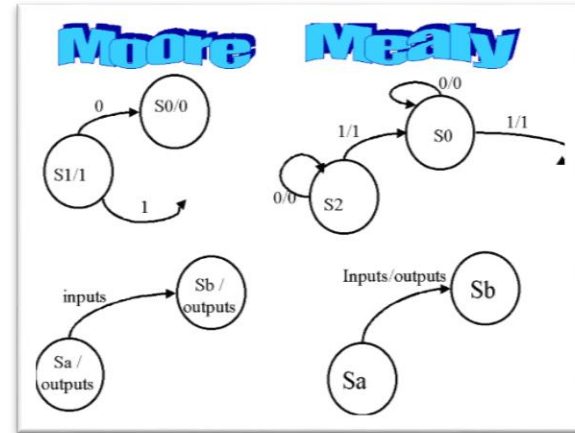 Moore
Mealy
0
S0/0
S1/1
1
0/0
1/1
S0
1/1
0/0
S2
inputs
Sb /
outputs
Sa /
outputs
Inputs/outputs
Sb
Sa